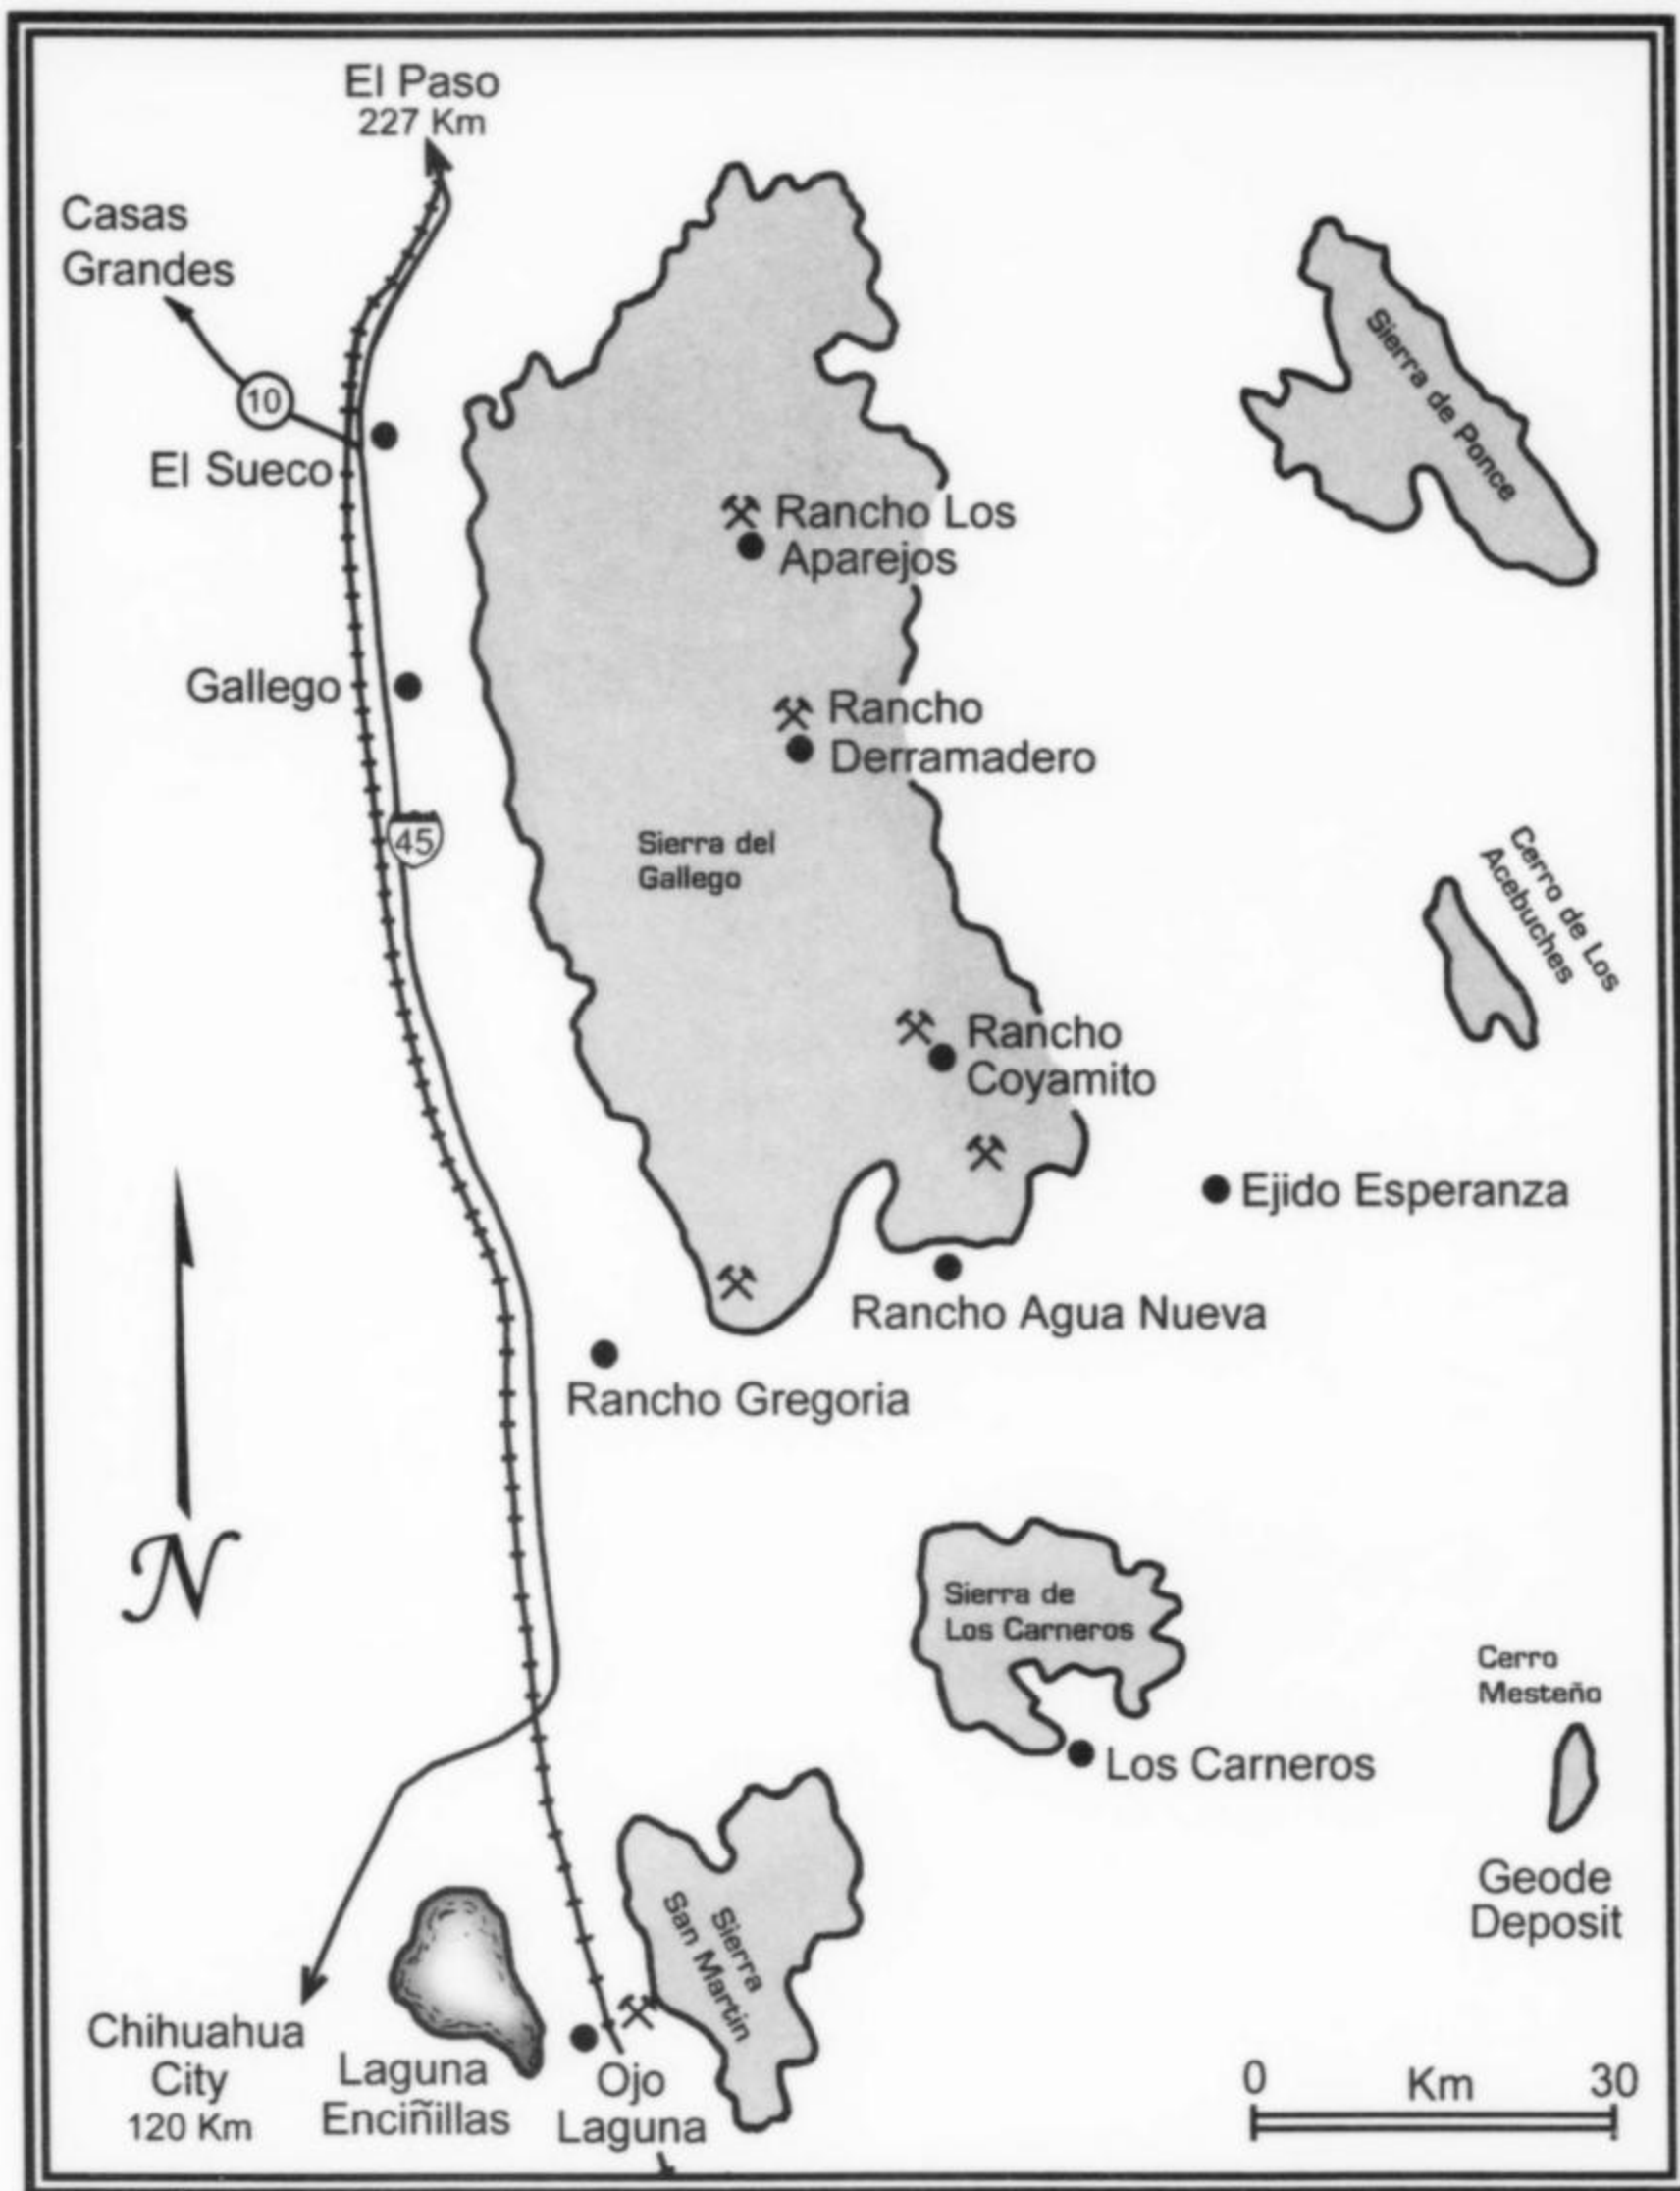 El Paso
227 Km
Casas
Grandes
10
El Sueco
Sierra de Ponce
Rancho Los
Aparejos
Gallego
Rancho
Derramadero
45
Sierra del
Gallego
Cerro de Los
Acebuches
Rancho
Coyamito
Ejido Esperanza
Rancho Agua Nueva
Rancho Gregoria
N
Sierra de
Los Carneros
Cerro
Mesteño
Los Carneros
Geode
Deposit
Sierra
San Martin
Chihuahua
City
120 Km
Laguna
Enciñillas
Ojo
Laguna
0 Km 30